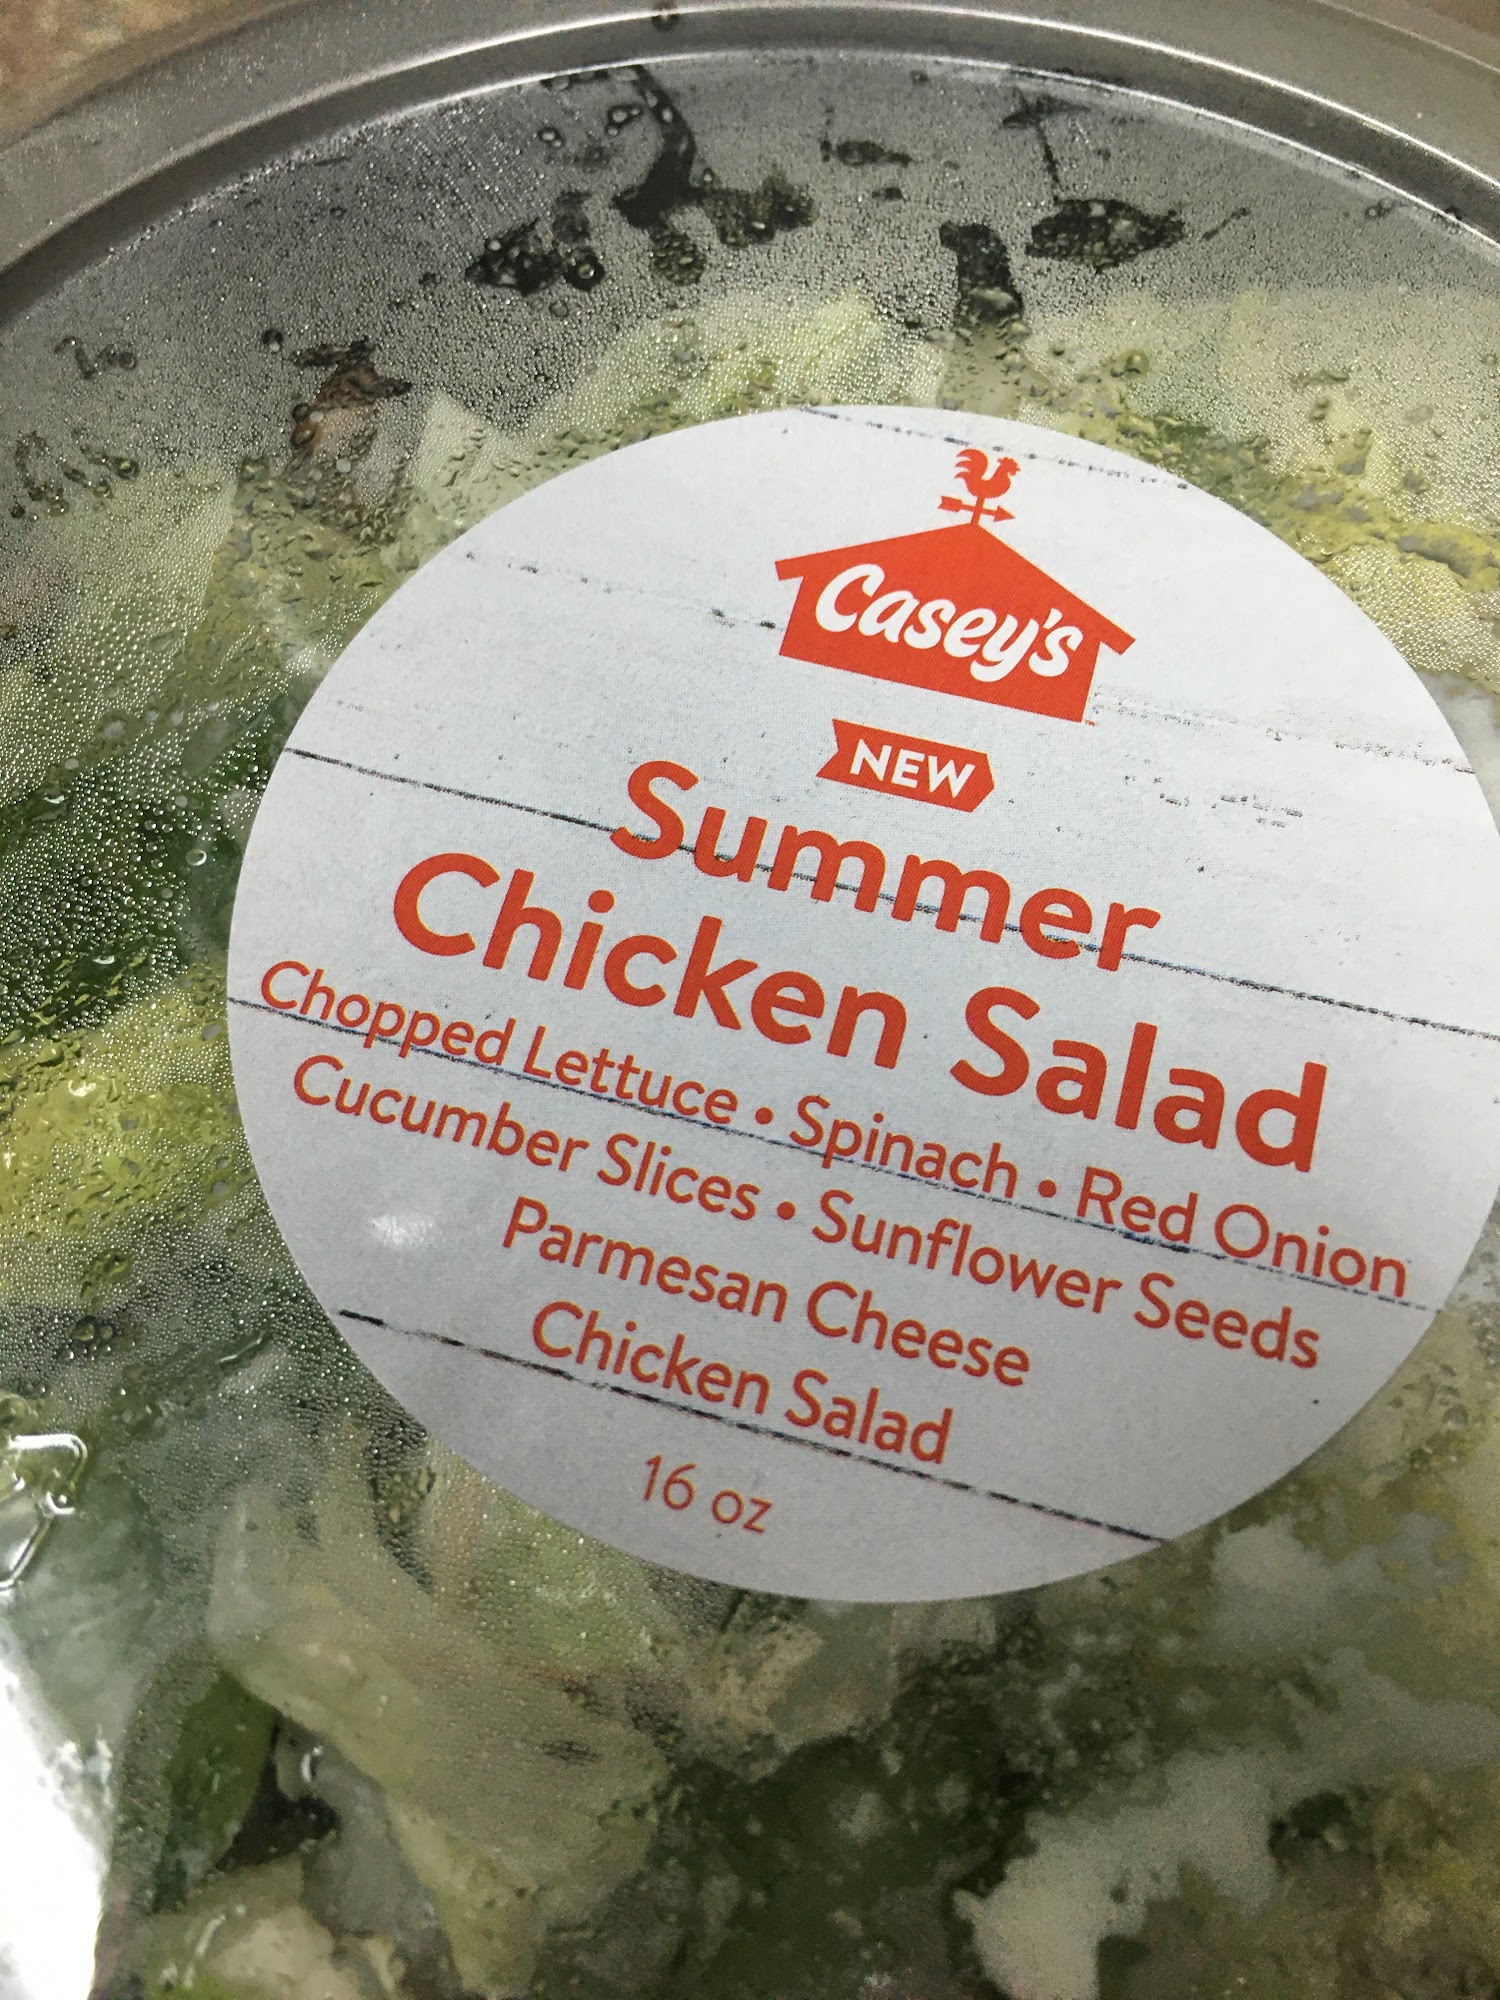 Casey's
NEW
Summer
Chicken Salad
Chopped Lettuce • Spinach • Red Onion
Cucumber Slices • Sunflower Seeds
Parmesan Cheese
Chicken Salad
16 oz